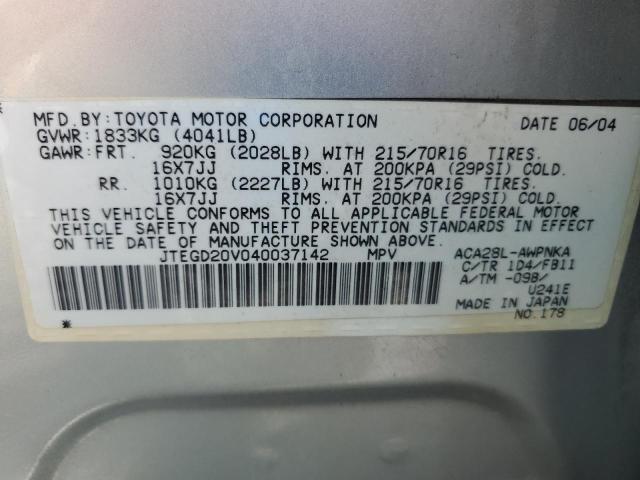 MFD.BY:TOYOTA MOTOR CORPORATION DATE 06/04
GVWR:1833KG (4041LB)
GAWR:FRT. 920KG (2028LB) WITH 215/70R16 TIRES.
16X7JJ RIMS. AT 200KPA (29PSI) COLD.
RR. 1010KG (2227LB) WITH 215/70R16 TIRES.
16X7JJ RIMS. AT 200KPA (29PSI) COLD.
THIS VEHICLE CONFORMS TO ALL APPLICABLE FEDERAL MOTOR
VEHICLE SAFETY AND THEFT PREVENTION STANDARDS IN EFFECT
ON THE DATE OF MANUFACTURE SHOWN ABOVE.
JTEGD20V040037142 MPV ACA28L-AWPNKA
C/TR 1D4/FB11
A/TM -09B/
U241E
MADE IN JAPAN
NO.178